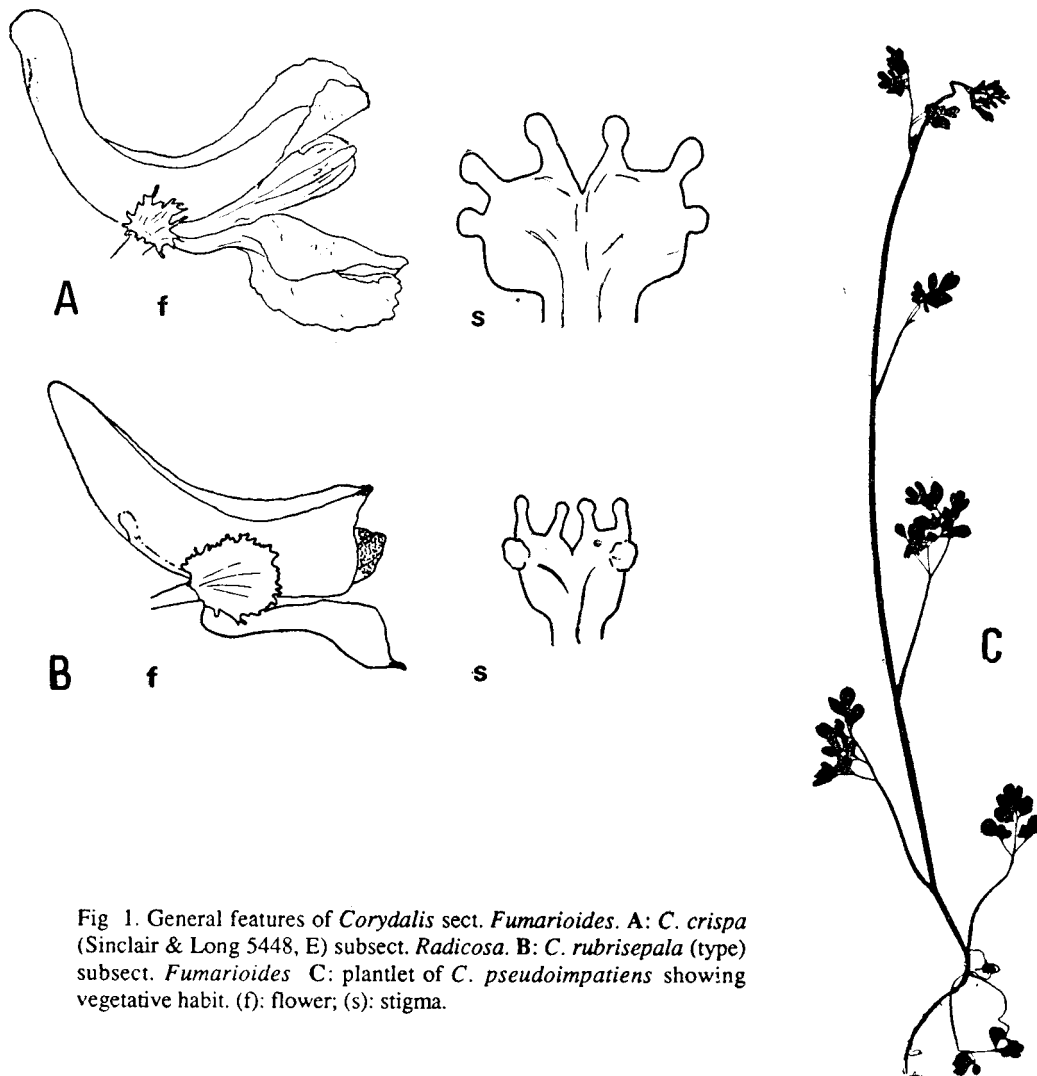 A f s
B f s
C
Fig 1. General features of Corydalis sect. Fumarioides. A: C. crispa
(Sinclair & Long 5448, E) subsect. Radicosa. B: C. rubrisepala (type)
subsect. Fumarioides C: plantlet of C. pseudoimpatiens showing
vegetative habit. (f): flower; (s): stigma.